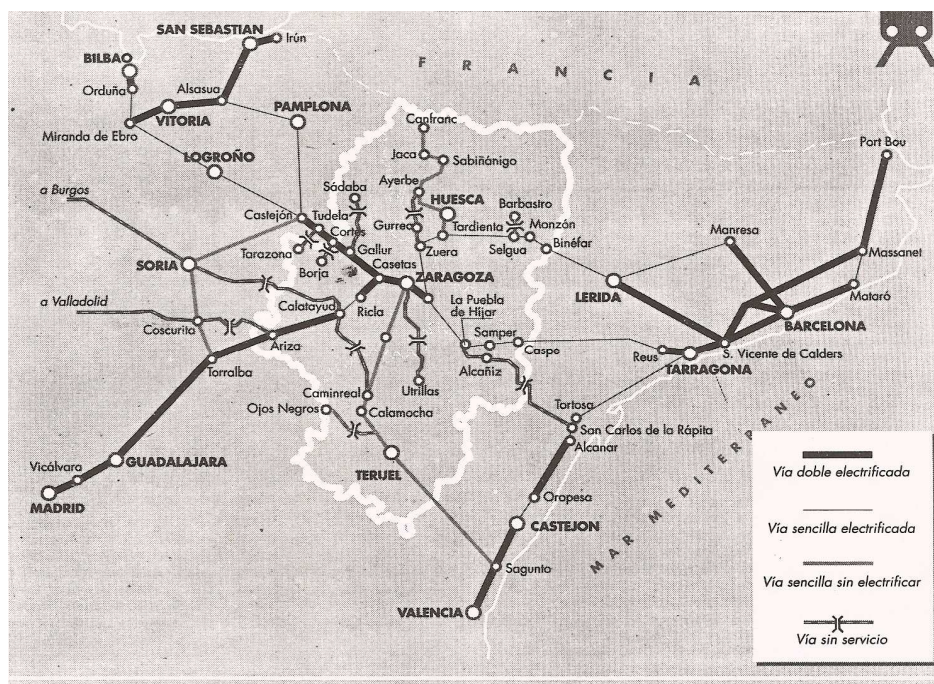 SAN SEBASTIAN
Irún
BILBAO
Orduña
Alsasua
VITORIA
Miranda de Ebro
PAMPLONA
LOGROÑO
F R A N C I A
Canfranc
Jaca
Sabiñánigo
Ayerbe
HUESCA
Port Bou
a Burgos
Sádaba
Barbastro
Castejón
Tudela
Gurrea
Tardienta
Monzón
Manresa
Cortes
Tarazona
Gallur
Zuera
Selgua
Binéfar
Massanet
Borja
SORIA
Casetas
ZARAGOZA
LERIDA
Mataró
a Valladolid
Calatayud
Ricla
La Puebla
de Hijar
BARCELONA
Coscurita
Samper
Caspe
Ariza
Reus
S. Vicente de Calders
Alcañiz
TARRAGONA
Torralba
Utrillas
Caminreal
Ojos Negros
Calamocha
Tortosa
San Carlos de la Rápita
Alcanar
TERUEL
Vicálvara
GUADALAJARA
MADRID
Oropesa
CASTEJON
MAR MEDITERRANEO
Sagunto
VALENCIA
Vía doble electrificada
Vía sencilla electrificada
Vía sencilla sin electrificar
Vía sin servicio